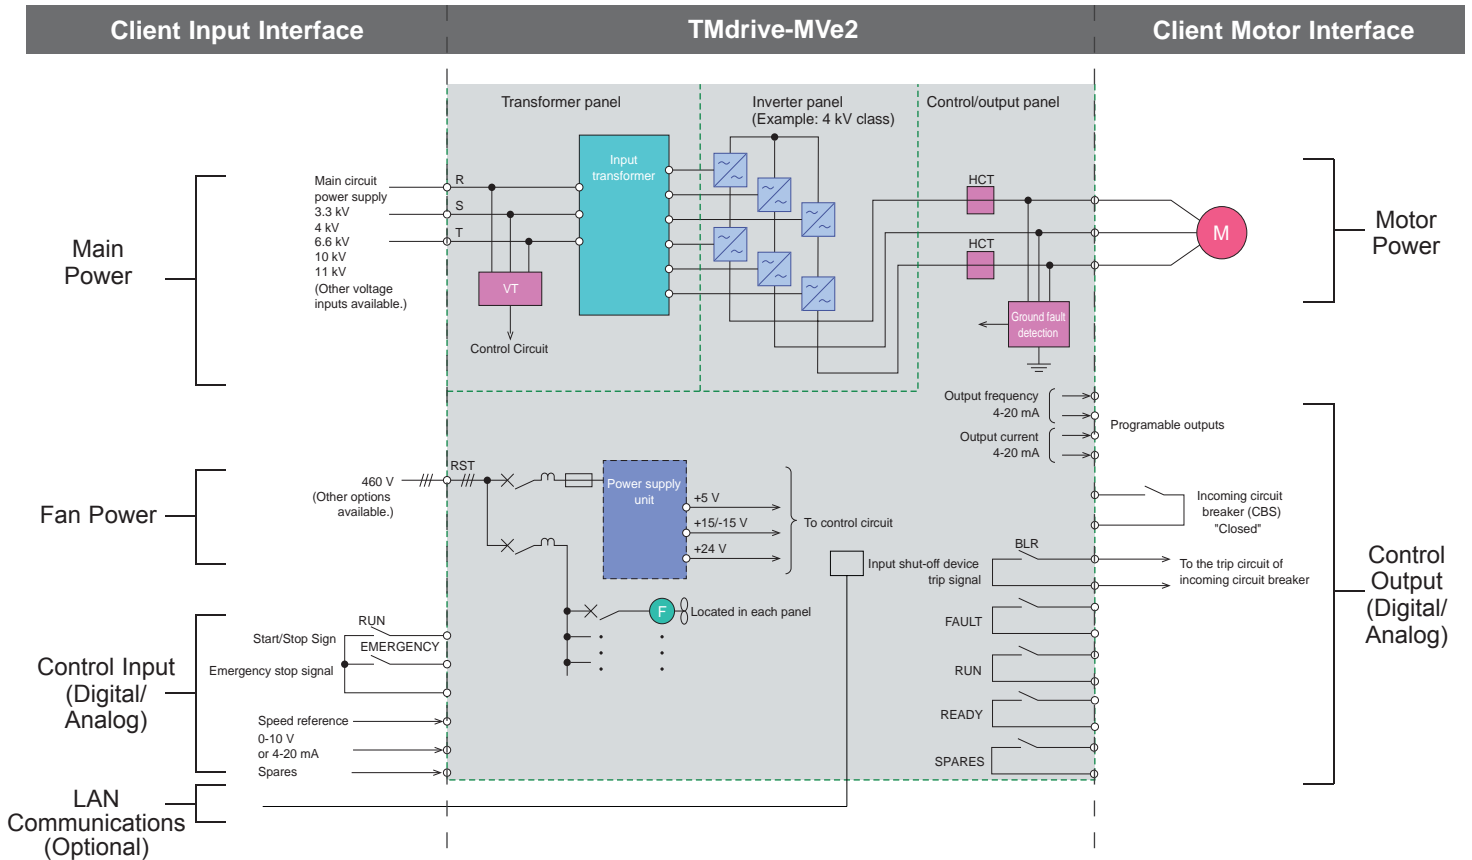 Client Input Interface
TMdrive-MVe2
Client Motor Interface
Transformer panel
Inverter panel
(Example: 4 kV class)
Control/output panel
Main
Power
Main circuit
power supply
3.3 kV
4 kV
6.6 kV
10 kV
11 kV
(Other voltage
inputs available.)
R
S
T
Input
transformer
VT
Control Circuit
HCT
HCT
Ground fault
detection
M
Motor
Power
Output frequency
4-20 mA
Output current
4-20 mA
Programable outputs
Fan Power
460 V
(Other options
available.)
RST
Power supply
unit
+5 V
+15/-15 V
+24 V
To control circuit
Located in each panel
F
Incoming circuit
breaker (CBS)
"Closed"
Input shut-off device
trip signal
BLR
To the trip circuit of
incoming circuit breaker
FAULT
RUN
READY
SPARES
Control
Output
(Digital/
Analog)
Control Input
(Digital/
Analog)
Start/Stop Sign
RUN
EMERGENCY
Emergency stop signal
Speed reference
0-10 V
or 4-20 mA
Spares
LAN
Communications
(Optional)